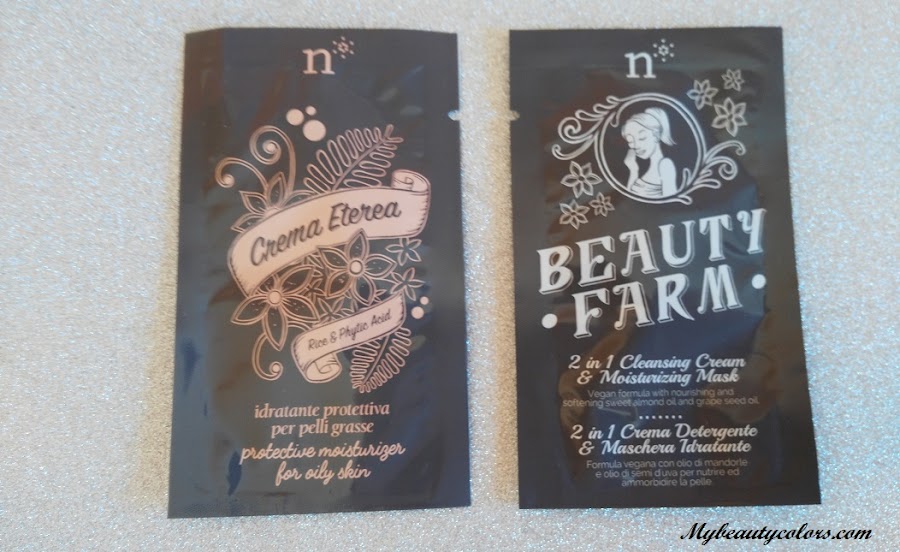 n
Crema Eterea
Rice & Phytic Acid
idratante protettiva
per pelli grasse
protective moisturizer
for oily skin
n
BEAUTY
• FARM •
2 in 1 Cleansing Cream
& Moisturizing Mask
Vegan formula with nourishing and
softening sweet almond oil and grape seed oil.
.......
2 in 1 Crema Detergente
& Maschera Idratante
Formula vegana con olio di mandorle
e olio di semi d'uva per nutrire ed
ammorbidire la pelle.
Mybeautycolors.com